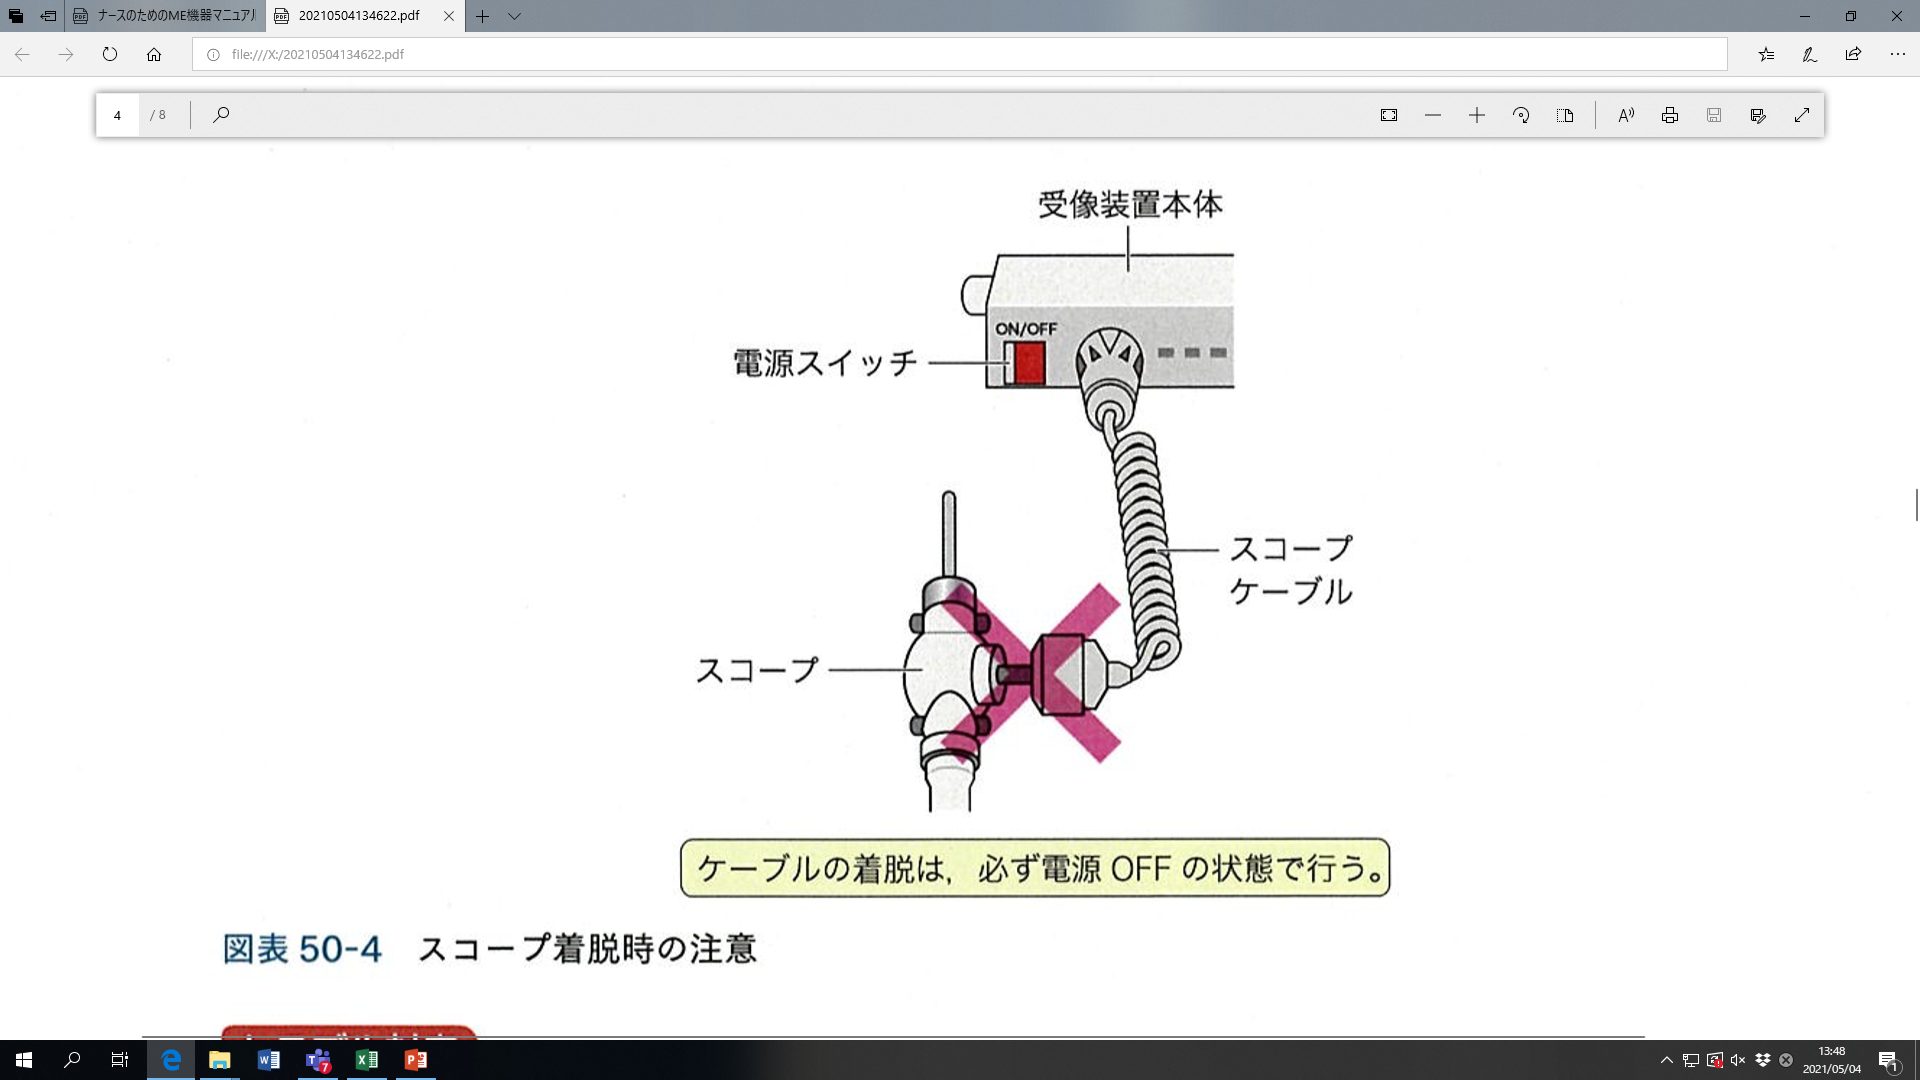 ナースのためのME機器マニュアル
20210504134622.pdf
file:///X:/20210504134622.pdf
4 / 8
受像装置本体
ON/OFF
電源スイッチ
スコープ
ケーブル
スコープ
ケーブルの着脱は，必ず電源 OFF の状態で行う。
図表 50-4 スコープ着脱時の注意
13:48
2021/05/04